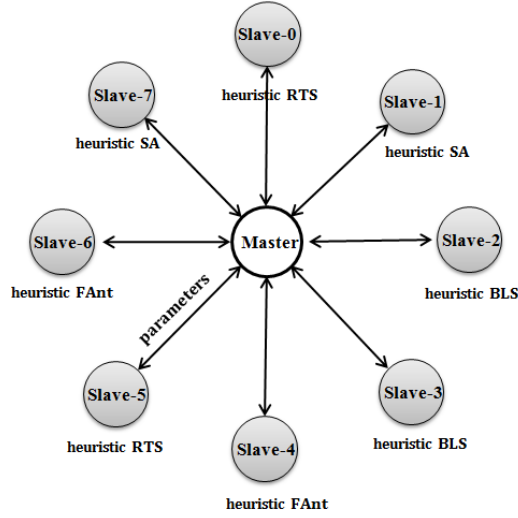 Slave-0
heuristic RTS
Slave-7
heuristic SA
Slave-1
heuristic SA
Slave-6
heuristic FAnt
Master
Slave-2
heuristic BLS
parameters
Slave-5
heuristic RTS
Slave-3
heuristic BLS
Slave-4
heuristic FAnt